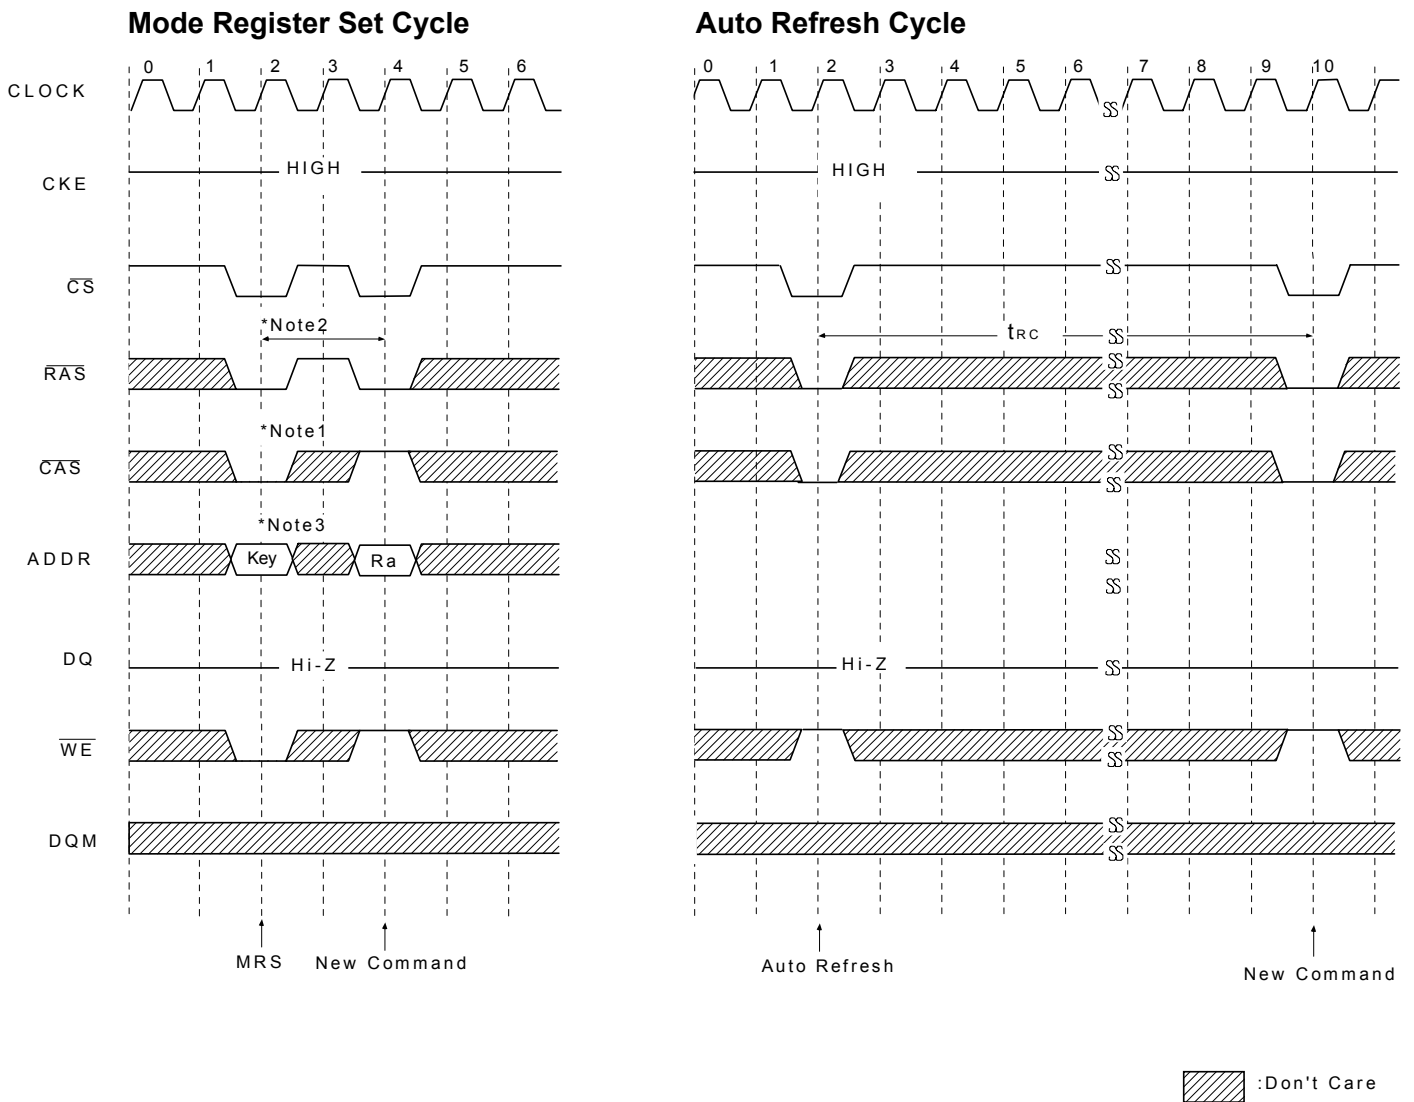 Mode Register Set Cycle
Auto Refresh Cycle
0 1 2 3 4 5 6
0 1 2 3 4 5 6 7 8 9 10
CLOCK
CKE
HIGH
HIGH
CS
*Note2
tRC
RAS
*Note1
CAS
*Note3
ADDR
Key
Ra
DQ
Hi-Z
Hi-Z
WE
DQM
MRS
New Command
Auto Refresh
New Command
:Don't Care